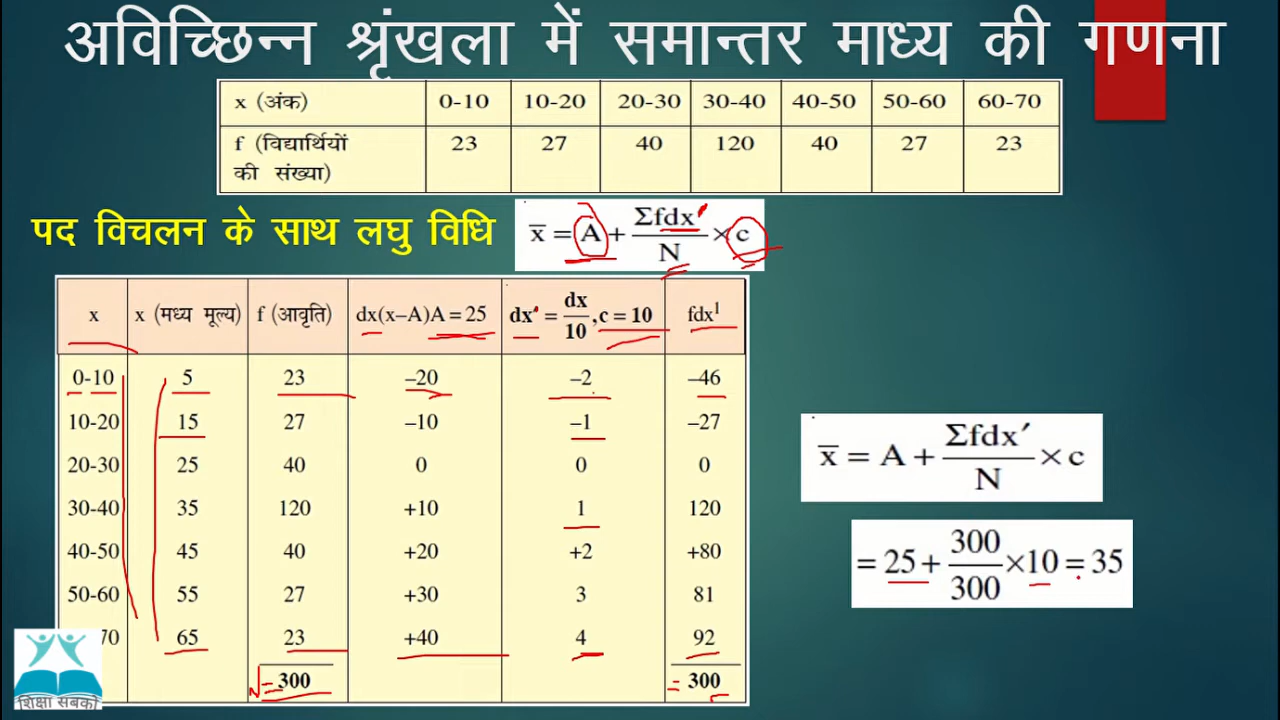 अविच्छिन्न श्रृंखला में समान्तर माध्य की गणना
x (अंक) 0-10 10-20 20-30 30-40 40-50 50-60 60-70
f (विद्यार्थियों की संख्या) 23 27 40 120 40 27 23
पद विचलन के साथ लघु विधि x̅ = A + Σfdx′/N × c
x x (मध्य मूल्य) f (आवृति) dx(x–A)A = 25 dx′ = dx/10, c = 10 fdx¹
0-10 5 23 –20 –2 –46
10-20 15 27 –10 –1 –27
20-30 25 40 0 0 0
30-40 35 120 +10 1 120
40-50 45 40 +20 +2 +80
50-60 55 27 +30 3 81
70 65 23 +40 4 92
= 300 = 300
x̅ = A + Σfdx′/N × c
= 25 + 300/300 × 10 = 35
शिक्षा सबको